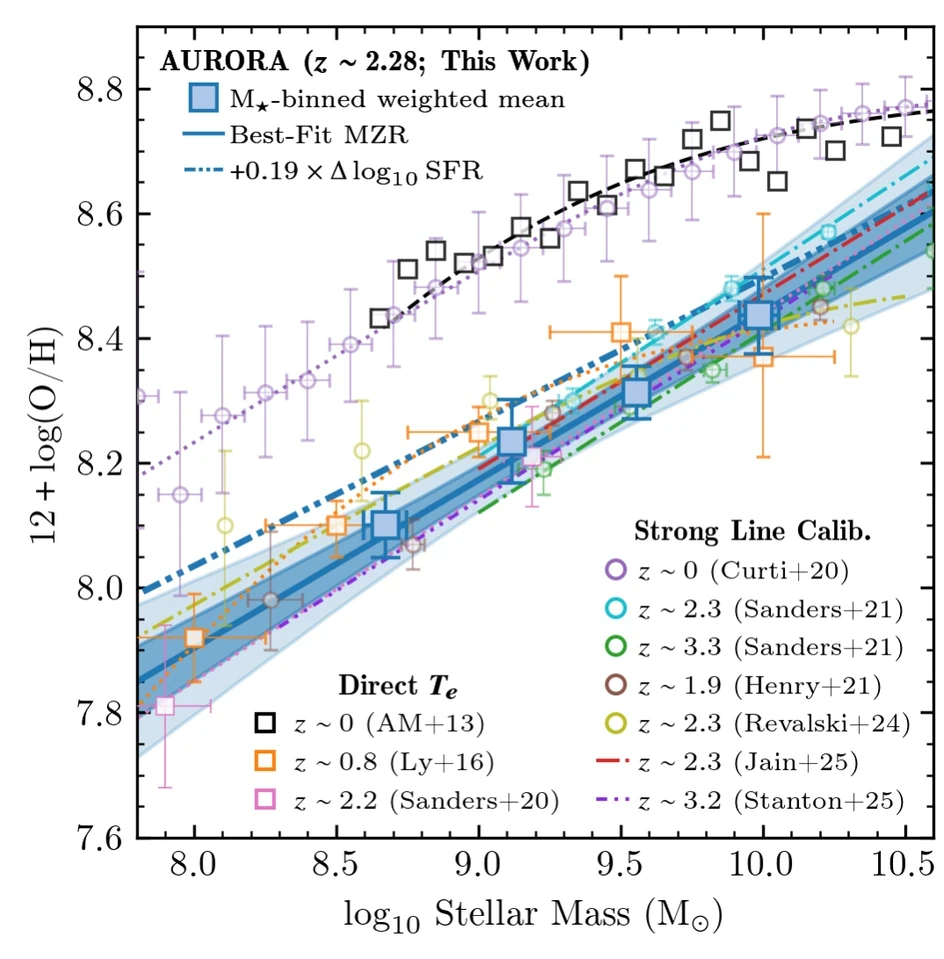 AURORA (z ~ 2.28; This Work)
M★-binned weighted mean
Best-Fit MZR
+0.19 × Δ log₁₀ SFR
8.8
8.6
8.4
8.2
8.0
7.8
7.6
12 + log(O/H)
Strong Line Calib.
z ~ 0 (Curti+20)
z ~ 2.3 (Sanders+21)
z ~ 3.3 (Sanders+21)
z ~ 1.9 (Henry+21)
z ~ 2.3 (Revalski+24)
z ~ 2.3 (Jain+25)
z ~ 3.2 (Stanton+25)
Direct Tₑ
z ~ 0 (AM+13)
z ~ 0.8 (Ly+16)
z ~ 2.2 (Sanders+20)
8.0 8.5 9.0 9.5 10.0 10.5
log₁₀ Stellar Mass (M⊙)